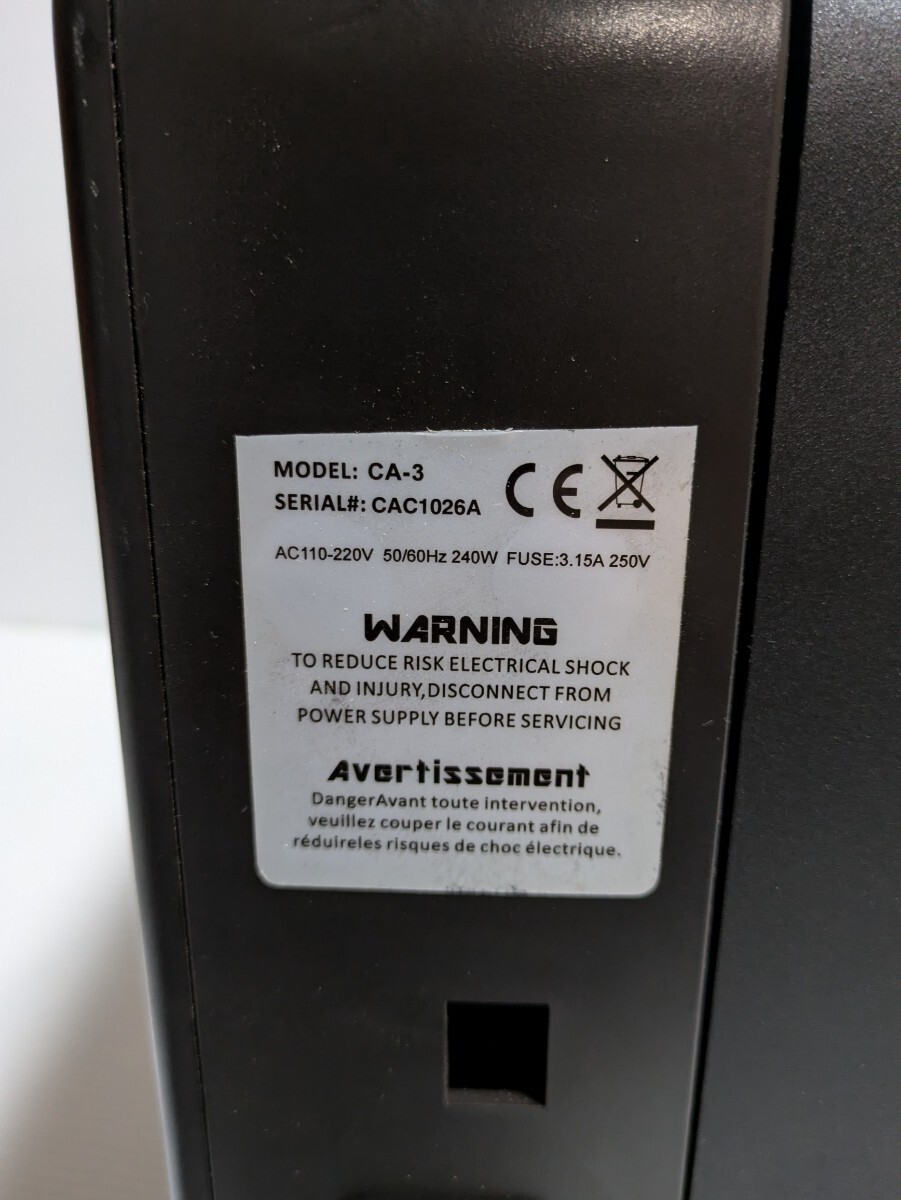 MODEL: CA-3
SERIAL#: CAC1026A
CE
AC110-220V 50/60Hz 240W FUSE:3.15A 250V
WARNING
TO REDUCE RISK ELECTRICAL SHOCK
AND INJURY,DISCONNECT FROM
POWER SUPPLY BEFORE SERVICING
Avertissement
DangerAvant toute intervention,
veuillez couper le courant afin de
réduireles risques de choc électrique.